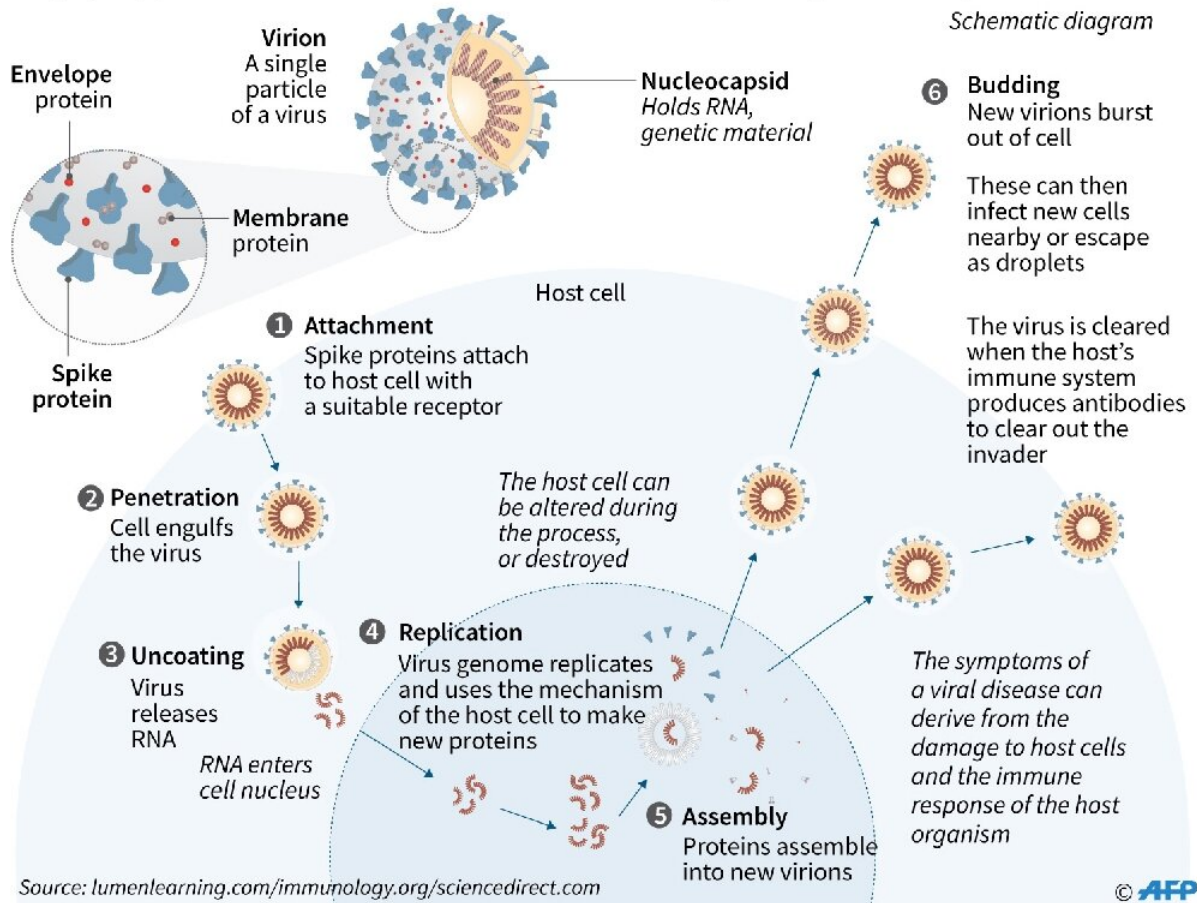 Schematic diagram
Envelope
protein
Virion
A single
particle
of a virus
Nucleocapsid
Holds RNA,
genetic material
Membrane
protein
Spike
protein
Host cell
1 Attachment
Spike proteins attach
to host cell with
a suitable receptor
2 Penetration
Cell engulfs
the virus
3 Uncoating
Virus
releases
RNA
RNA enters
cell nucleus
The host cell can
be altered during
the process,
or destroyed
4 Replication
Virus genome replicates
and uses the mechanism
of the host cell to make
new proteins
5 Assembly
Proteins assemble
into new virions
6 Budding
New virions burst
out of cell
These can then
infect new cells
nearby or escape
as droplets
The virus is cleared
when the host's
immune system
produces antibodies
to clear out the
invader
The symptoms of
a viral disease can
derive from the
damage to host cells
and the immune
response of the host
organism
Source: lumenlearning.com/immunology.org/sciencedirect.com
© AFP